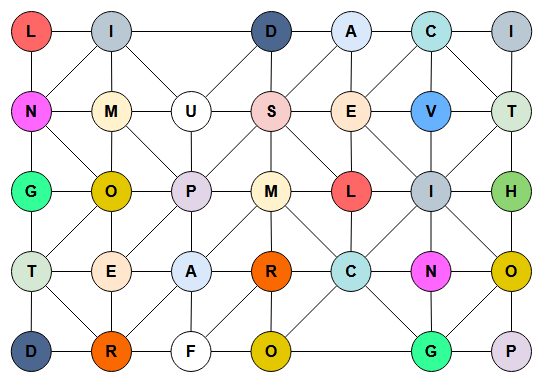 L I D A C I
N M U S E V T
G O P M L I H
T E A R C N O
D R F O G P